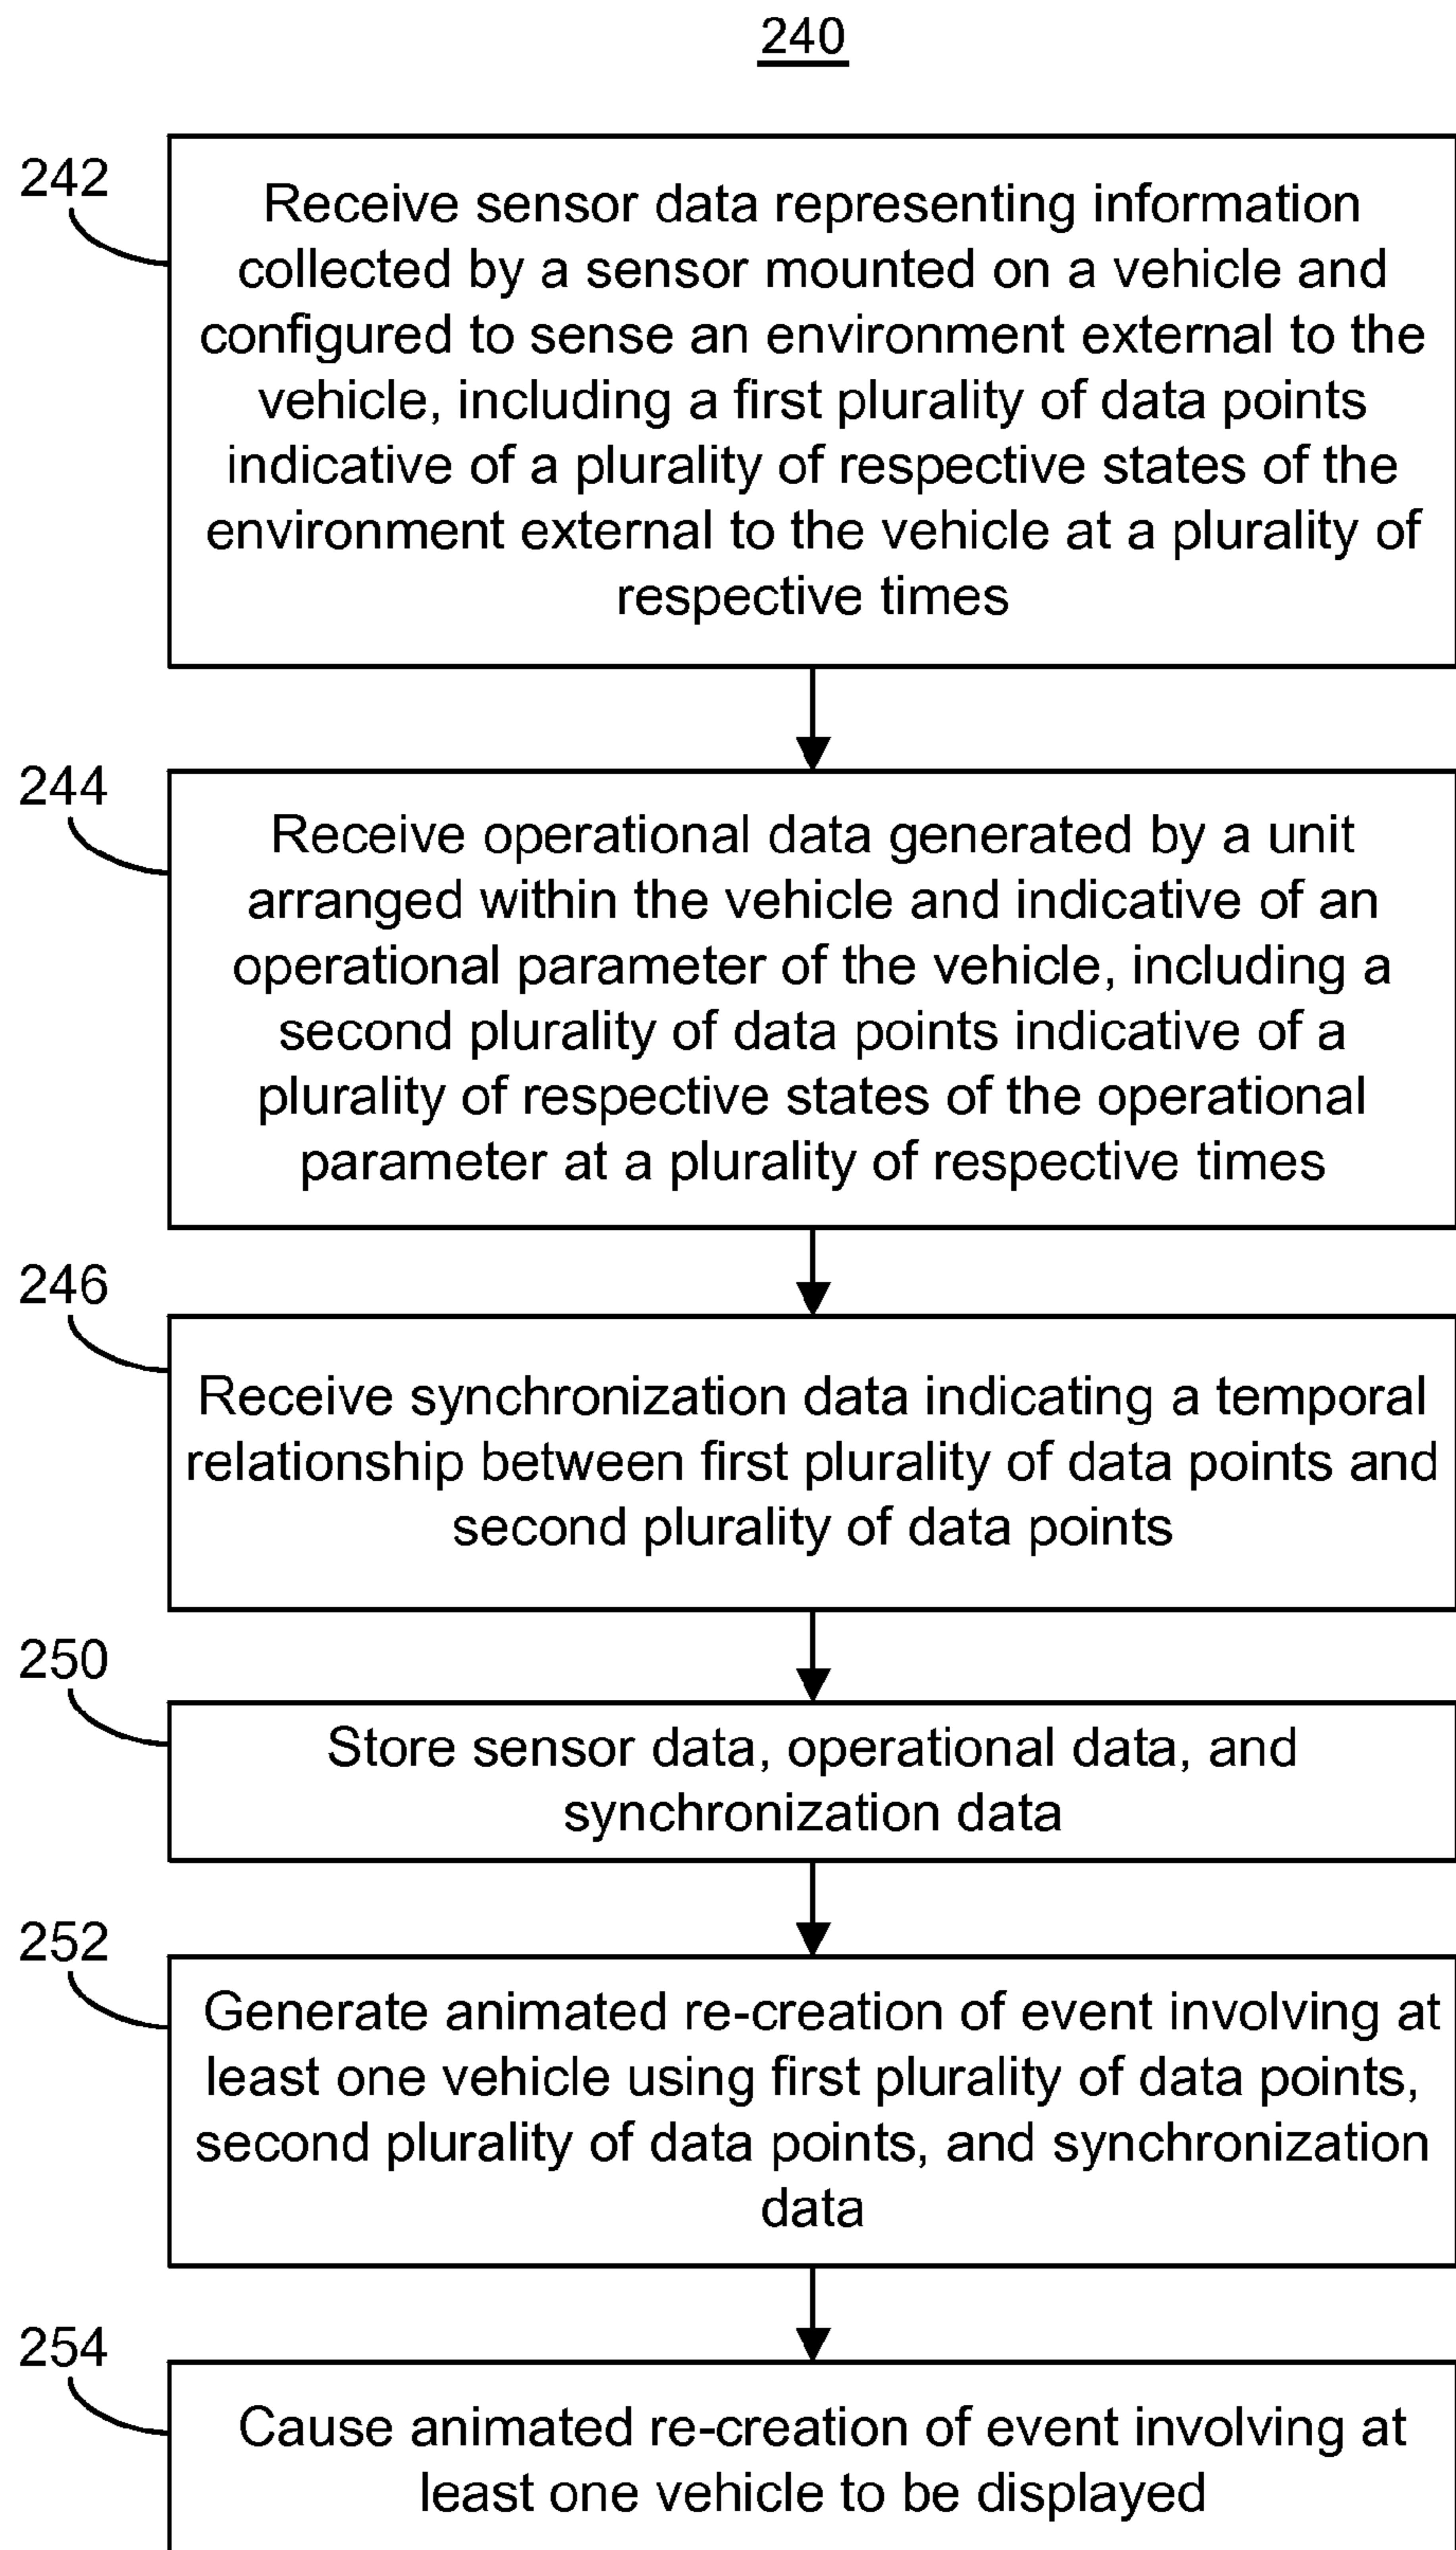 240
242
Receive sensor data representing information
collected by a sensor mounted on a vehicle and
configured to sense an environment external to the
vehicle, including a first plurality of data points
indicative of a plurality of respective states of the
environment external to the vehicle at a plurality of
respective times
244
Receive operational data generated by a unit
arranged within the vehicle and indicative of an
operational parameter of the vehicle, including a
second plurality of data points indicative of a
plurality of respective states of the operational
parameter at a plurality of respective times
246
Receive synchronization data indicating a temporal
relationship between first plurality of data points and
second plurality of data points
250
Store sensor data, operational data, and
synchronization data
252
Generate animated re-creation of event involving at
least one vehicle using first plurality of data points,
second plurality of data points, and synchronization
data
254
Cause animated re-creation of event involving at
least one vehicle to be displayed